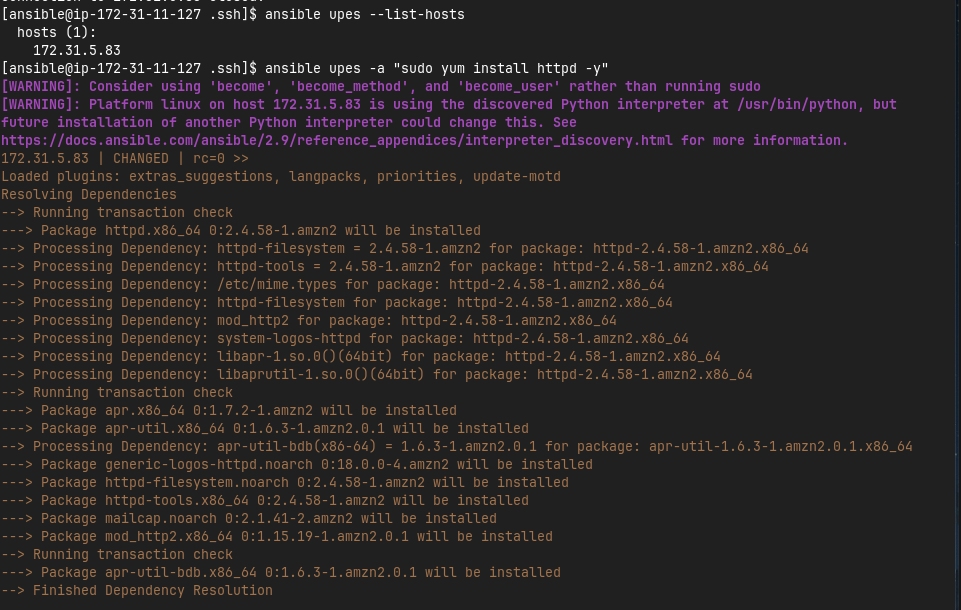 [ansible@ip-172-31-11-127 .ssh]$ ansible upes --list-hosts
  hosts (1):
    172.31.5.83
[ansible@ip-172-31-11-127 .ssh]$ ansible upes -a "sudo yum install httpd -y"
[WARNING]: Consider using 'become', 'become_method', and 'become_user' rather than running sudo
[WARNING]: Platform linux on host 172.31.5.83 is using the discovered Python interpreter at /usr/bin/python, but
future installation of another Python interpreter could change this. See
https://docs.ansible.com/ansible/2.9/reference_appendices/interpreter_discovery.html for more information.
172.31.5.83 | CHANGED | rc=0 >>
Loaded plugins: extras_suggestions, langpacks, priorities, update-motd
Resolving Dependencies
--> Running transaction check
---> Package httpd.x86_64 0:2.4.58-1.amzn2 will be installed
--> Processing Dependency: httpd-filesystem = 2.4.58-1.amzn2 for package: httpd-2.4.58-1.amzn2.x86_64
--> Processing Dependency: httpd-tools = 2.4.58-1.amzn2 for package: httpd-2.4.58-1.amzn2.x86_64
--> Processing Dependency: /etc/mime.types for package: httpd-2.4.58-1.amzn2.x86_64
--> Processing Dependency: httpd-filesystem for package: httpd-2.4.58-1.amzn2.x86_64
--> Processing Dependency: mod_http2 for package: httpd-2.4.58-1.amzn2.x86_64
--> Processing Dependency: system-logos-httpd for package: httpd-2.4.58-1.amzn2.x86_64
--> Processing Dependency: libapr-1.so.0()(64bit) for package: httpd-2.4.58-1.amzn2.x86_64
--> Processing Dependency: libaprutil-1.so.0()(64bit) for package: httpd-2.4.58-1.amzn2.x86_64
--> Running transaction check
---> Package apr.x86_64 0:1.7.2-1.amzn2 will be installed
---> Package apr-util.x86_64 0:1.6.3-1.amzn2.0.1 will be installed
--> Processing Dependency: apr-util-bdb(x86-64) = 1.6.3-1.amzn2.0.1 for package: apr-util-1.6.3-1.amzn2.0.1.x86_64
---> Package generic-logos-httpd.noarch 0:18.0.0-4.amzn2 will be installed
---> Package httpd-filesystem.noarch 0:2.4.58-1.amzn2 will be installed
---> Package httpd-tools.x86_64 0:2.4.58-1.amzn2 will be installed
---> Package mailcap.noarch 0:2.1.41-2.amzn2 will be installed
---> Package mod_http2.x86_64 0:1.15.19-1.amzn2.0.1 will be installed
--> Running transaction check
---> Package apr-util-bdb.x86_64 0:1.6.3-1.amzn2.0.1 will be installed
--> Finished Dependency Resolution